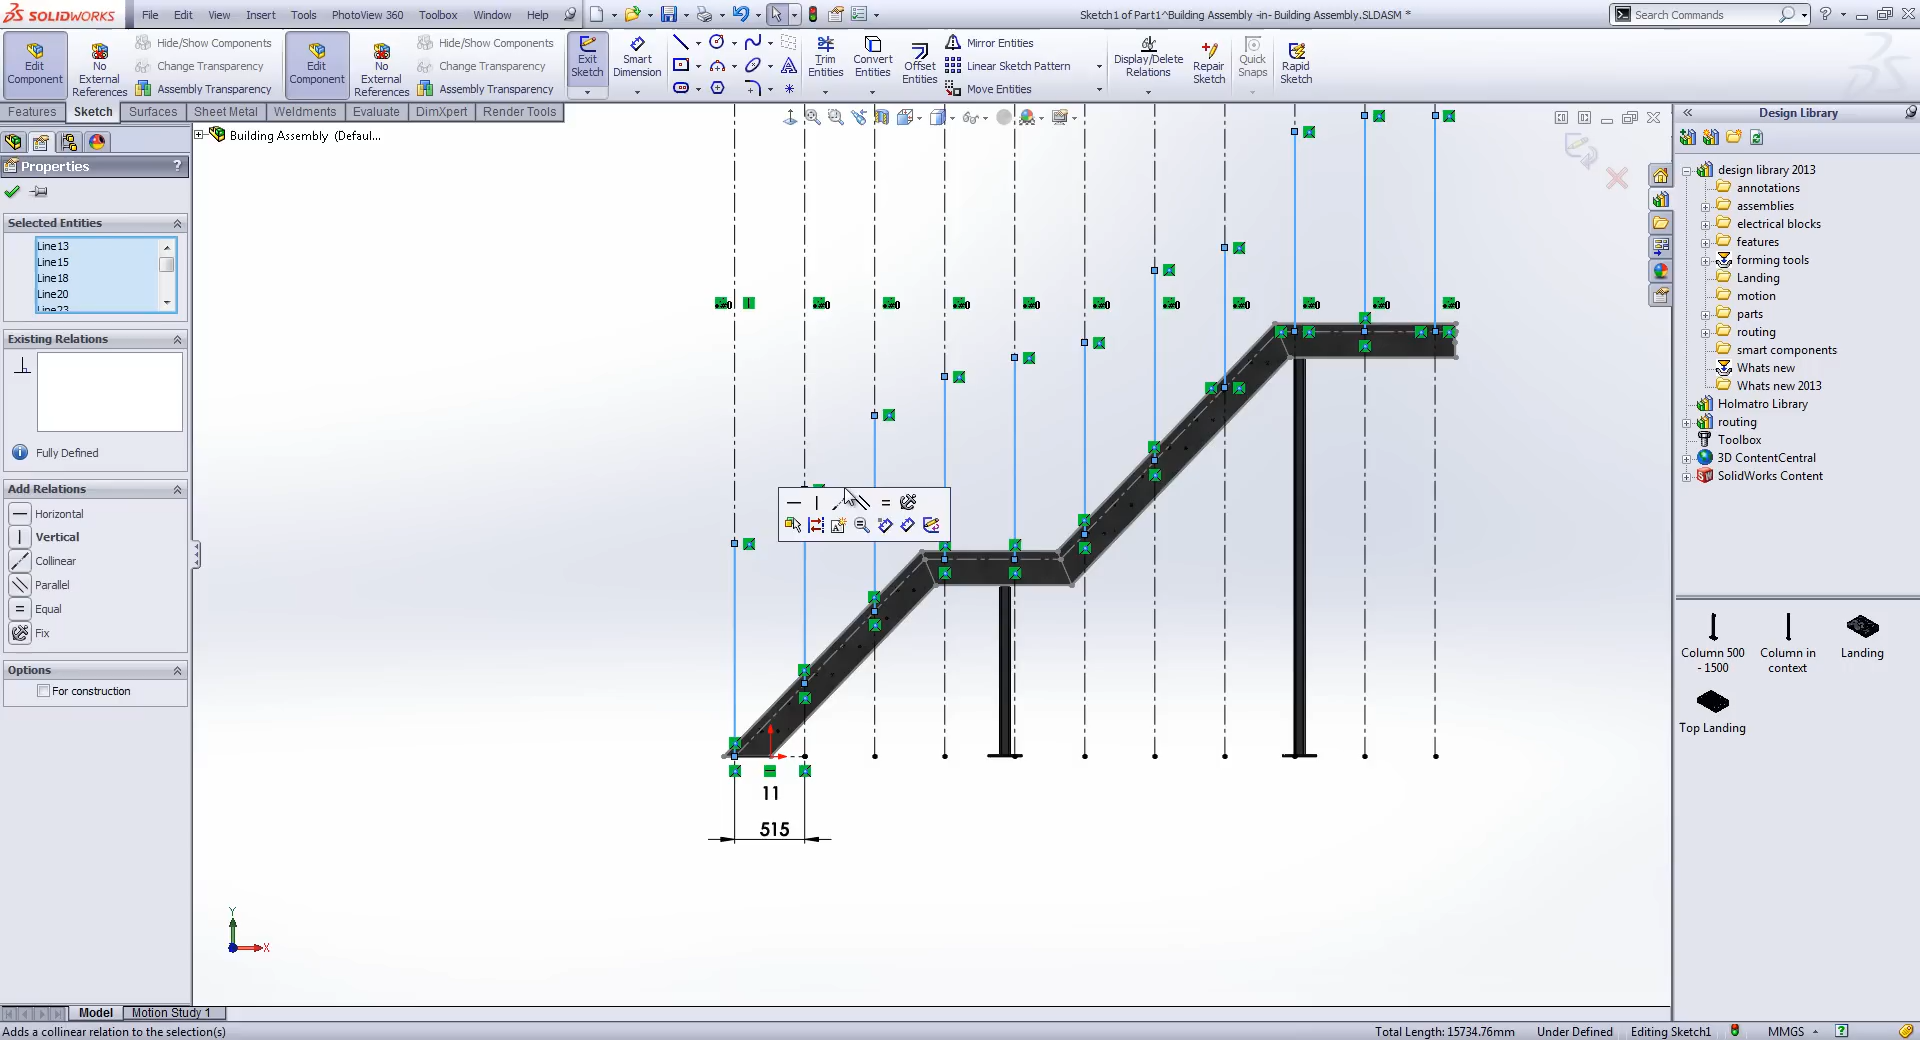 SOLIDWORKS
File Edit View Insert Tools PhotoView 360 Toolbox Window Help
Sketch1 of Part1^Building Assembly -in- Building Assembly.SLDASM *
Search Commands
Edit Component
No External References
Hide/Show Components
Change Transparency
Assembly Transparency
Edit Component
No External References
Hide/Show Components
Change Transparency
Assembly Transparency
Exit Sketch
Smart Dimension
Trim Entities
Convert Entities
Offset Entities
Mirror Entities
Linear Sketch Pattern
Move Entities
Display/Delete Relations
Repair Sketch
Quick Snaps
Rapid Sketch
Features Sketch Surfaces Sheet Metal Weldments Evaluate DimXpert Render Tools
Building Assembly (Defaul...
Properties ?
Selected Entities
Line13
Line15
Line18
Line20
Line23
Existing Relations
Fully Defined
Add Relations
Horizontal
Vertical
Collinear
Parallel
Equal
Fix
Options
For construction
11
515
Y
X
Design Library
design library 2013
annotations
assemblies
electrical blocks
features
forming tools
Landing
motion
parts
routing
smart components
Whats new
Whats new 2013
Holmatro Library
routing
Toolbox
3D ContentCentral
SolidWorks Content
Column 500 - 1500
Column in context
Landing
Top Landing
Model Motion Study 1
Adds a collinear relation to the selection(s)
Total Length: 15734.76mm Under Defined Editing Sketch1 MMGS